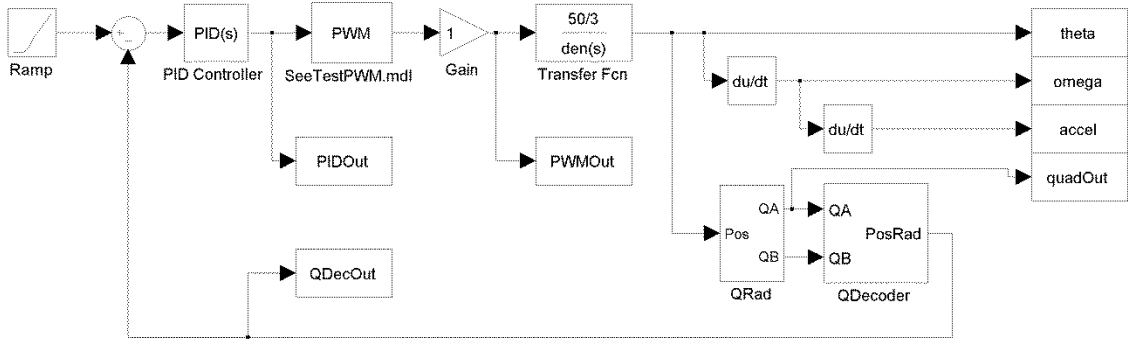 Ramp
+
−
PID(s)
PID Controller
PWM
SeeTestPWM.mdl
1
Gain
50/3
den(s)
Transfer Fcn
theta
du/dt
omega
du/dt
accel
quadOut
PIDOut
PWMOut
Pos
QA
QB
QRad
QA
QB
PosRad
QDecoder
QDecOut